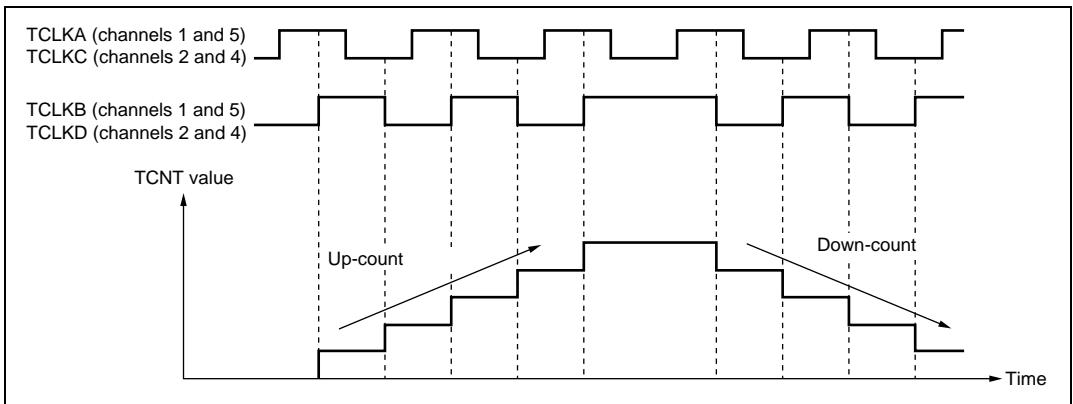 TCLKA (channels 1 and 5)
TCLKC (channels 2 and 4)
TCLKB (channels 1 and 5)
TCLKD (channels 2 and 4)
TCNT value
Up-count
Down-count
Time